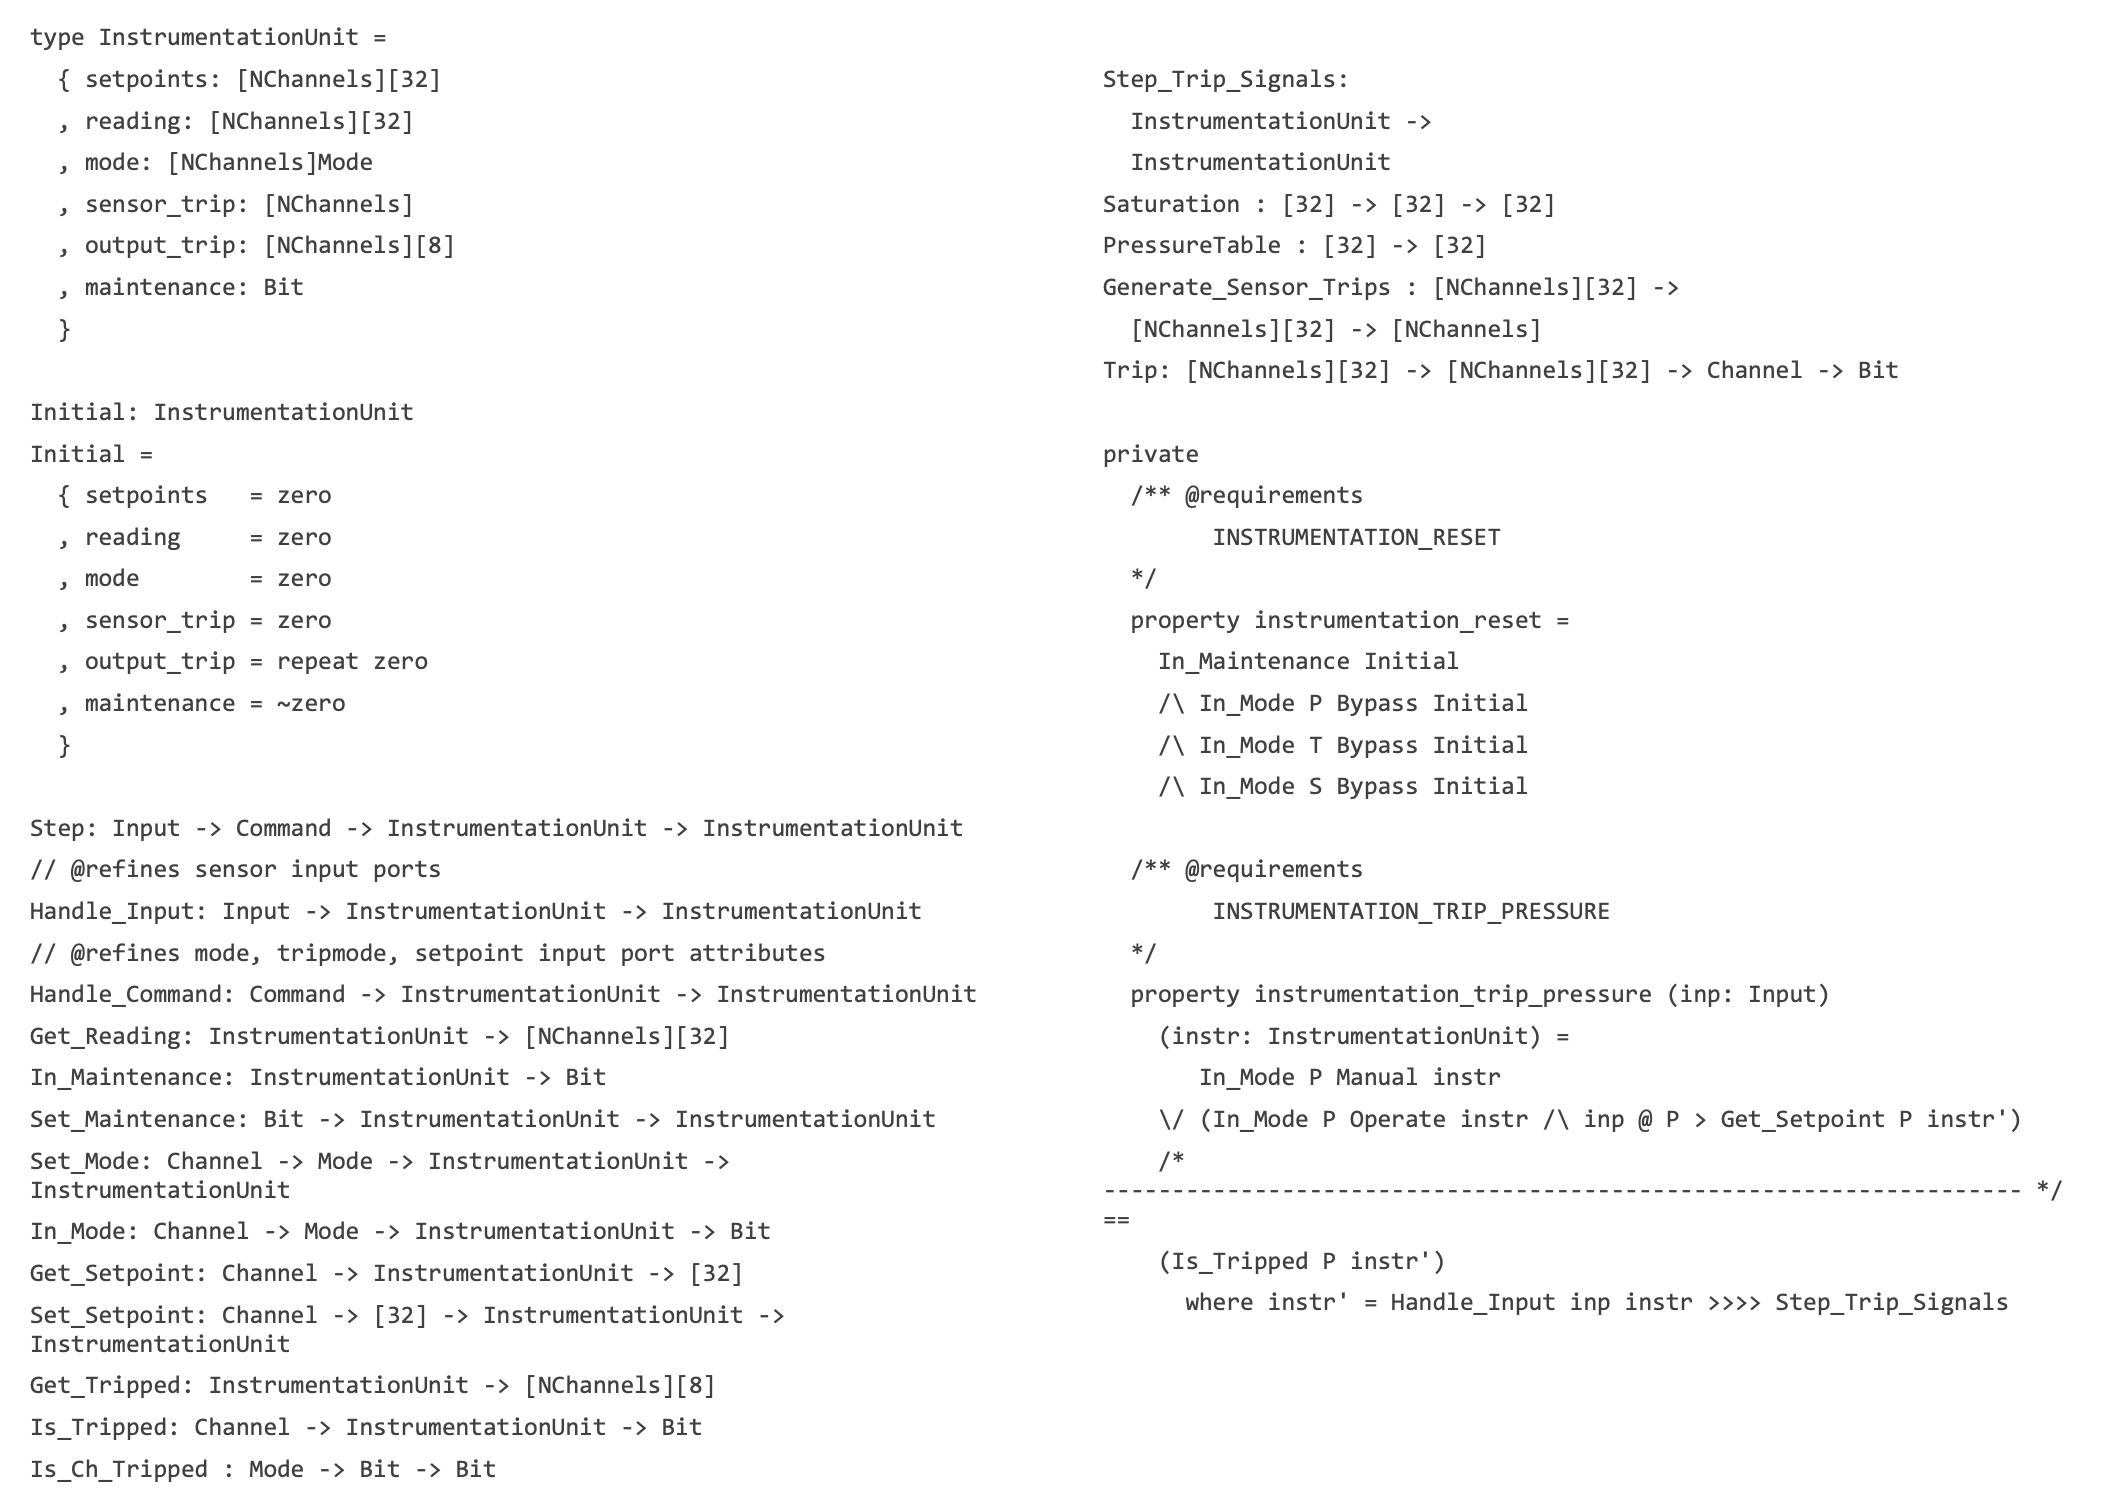 type InstrumentationUnit =
  { setpoints: [NChannels][32]
  , reading: [NChannels][32]
  , mode: [NChannels]Mode
  , sensor_trip: [NChannels]
  , output_trip: [NChannels][8]
  , maintenance: Bit
  }

Initial: InstrumentationUnit
Initial =
  { setpoints   = zero
  , reading     = zero
  , mode        = zero
  , sensor_trip = zero
  , output_trip = repeat zero
  , maintenance = ~zero
  }

Step: Input -> Command -> InstrumentationUnit -> InstrumentationUnit
// @refines sensor input ports
Handle_Input: Input -> InstrumentationUnit -> InstrumentationUnit
// @refines mode, tripmode, setpoint input port attributes
Handle_Command: Command -> InstrumentationUnit -> InstrumentationUnit
Get_Reading: InstrumentationUnit -> [NChannels][32]
In_Maintenance: InstrumentationUnit -> Bit
Set_Maintenance: Bit -> InstrumentationUnit -> InstrumentationUnit
Set_Mode: Channel -> Mode -> InstrumentationUnit ->
InstrumentationUnit
In_Mode: Channel -> Mode -> InstrumentationUnit -> Bit
Get_Setpoint: Channel -> InstrumentationUnit -> [32]
Set_Setpoint: Channel -> [32] -> InstrumentationUnit ->
InstrumentationUnit
Get_Tripped: InstrumentationUnit -> [NChannels][8]
Is_Tripped: Channel -> InstrumentationUnit -> Bit
Is_Ch_Tripped : Mode -> Bit -> Bit

Step_Trip_Signals:
  InstrumentationUnit ->
  InstrumentationUnit
Saturation : [32] -> [32] -> [32]
PressureTable : [32] -> [32]
Generate_Sensor_Trips : [NChannels][32] ->
  [NChannels][32] -> [NChannels]
Trip: [NChannels][32] -> [NChannels][32] -> Channel -> Bit

private
  /** @requirements
        INSTRUMENTATION_RESET
  */
  property instrumentation_reset =
    In_Maintenance Initial
    /\ In_Mode P Bypass Initial
    /\ In_Mode T Bypass Initial
    /\ In_Mode S Bypass Initial

  /** @requirements
        INSTRUMENTATION_TRIP_PRESSURE
  */
  property instrumentation_trip_pressure (inp: Input)
    (instr: InstrumentationUnit) =
       In_Mode P Manual instr
    \/ (In_Mode P Operate instr /\ inp @ P > Get_Setpoint P instr')
    /*
------------------------------------------------------------------- */
==
    (Is_Tripped P instr')
      where instr' = Handle_Input inp instr >>>> Step_Trip_Signals